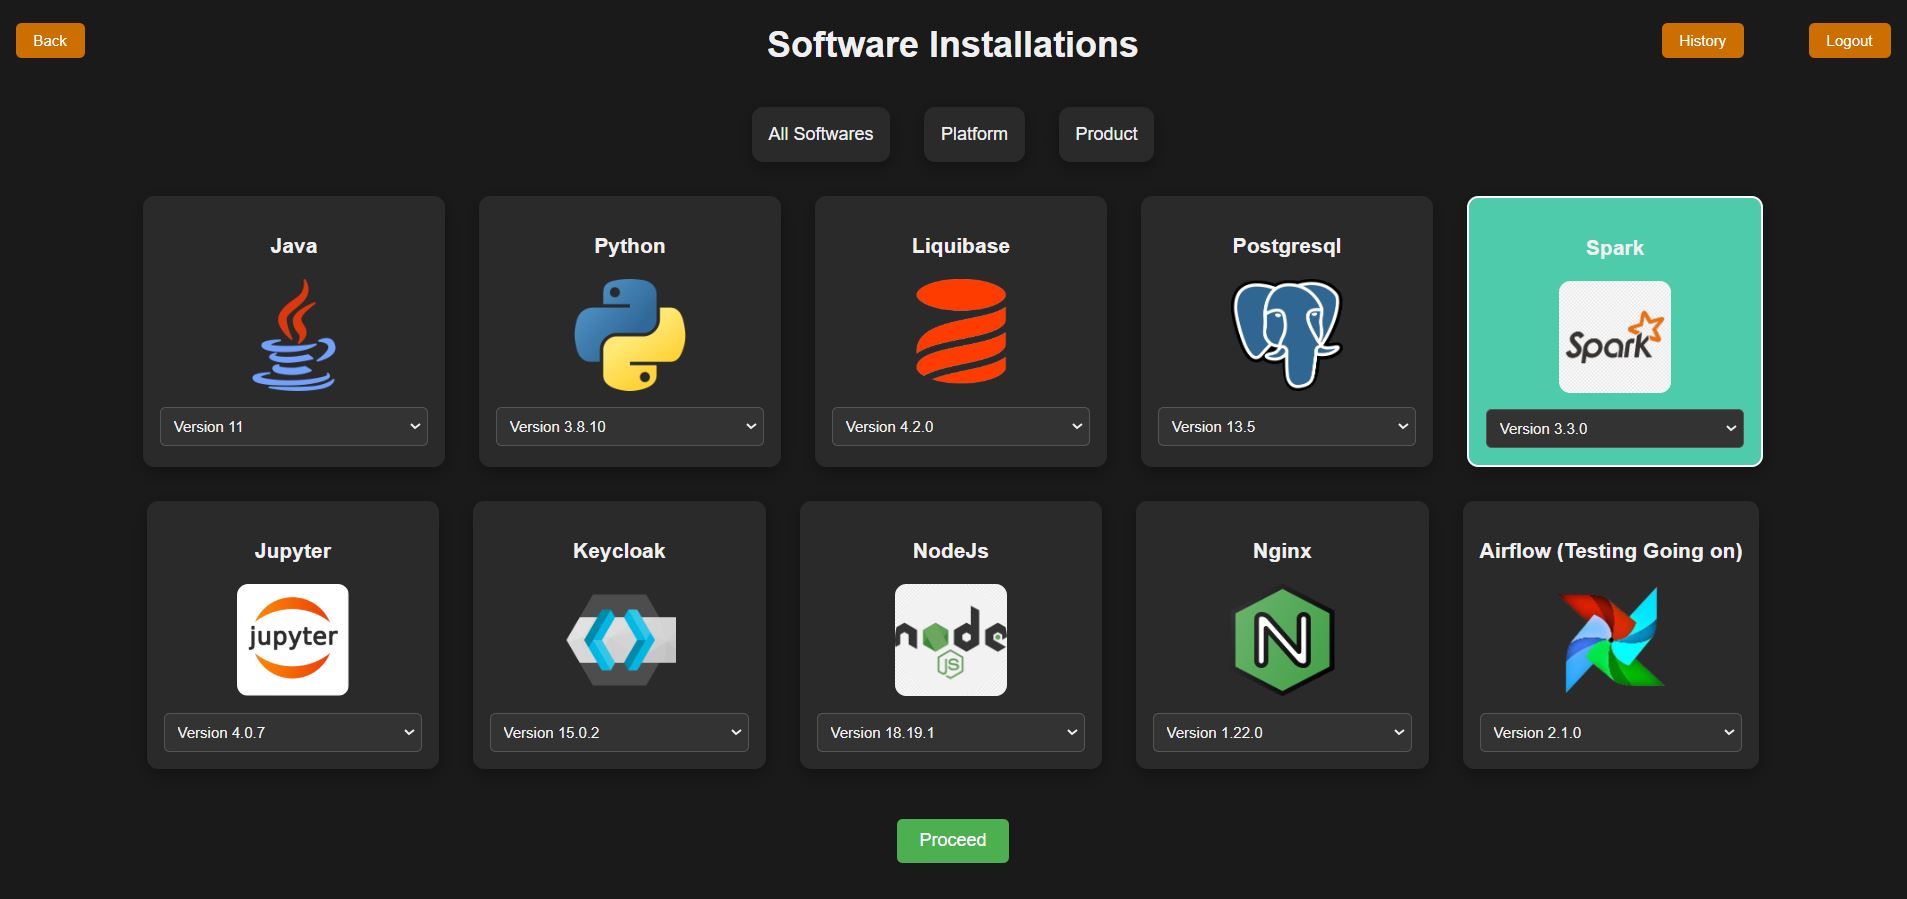 Back
Software Installations
History
Logout
All Softwares
Platform
Product
Java
Version 11
Python
Version 3.8.10
Liquibase
Version 4.2.0
Postgresql
Version 13.5
Spark
Spark
Version 3.3.0
Jupyter
jupyter
Version 4.0.7
Keycloak
Version 15.0.2
NodeJs
node
JS
Version 18.19.1
Nginx
N
Version 1.22.0
Airflow (Testing Going on)
Version 2.1.0
Proceed